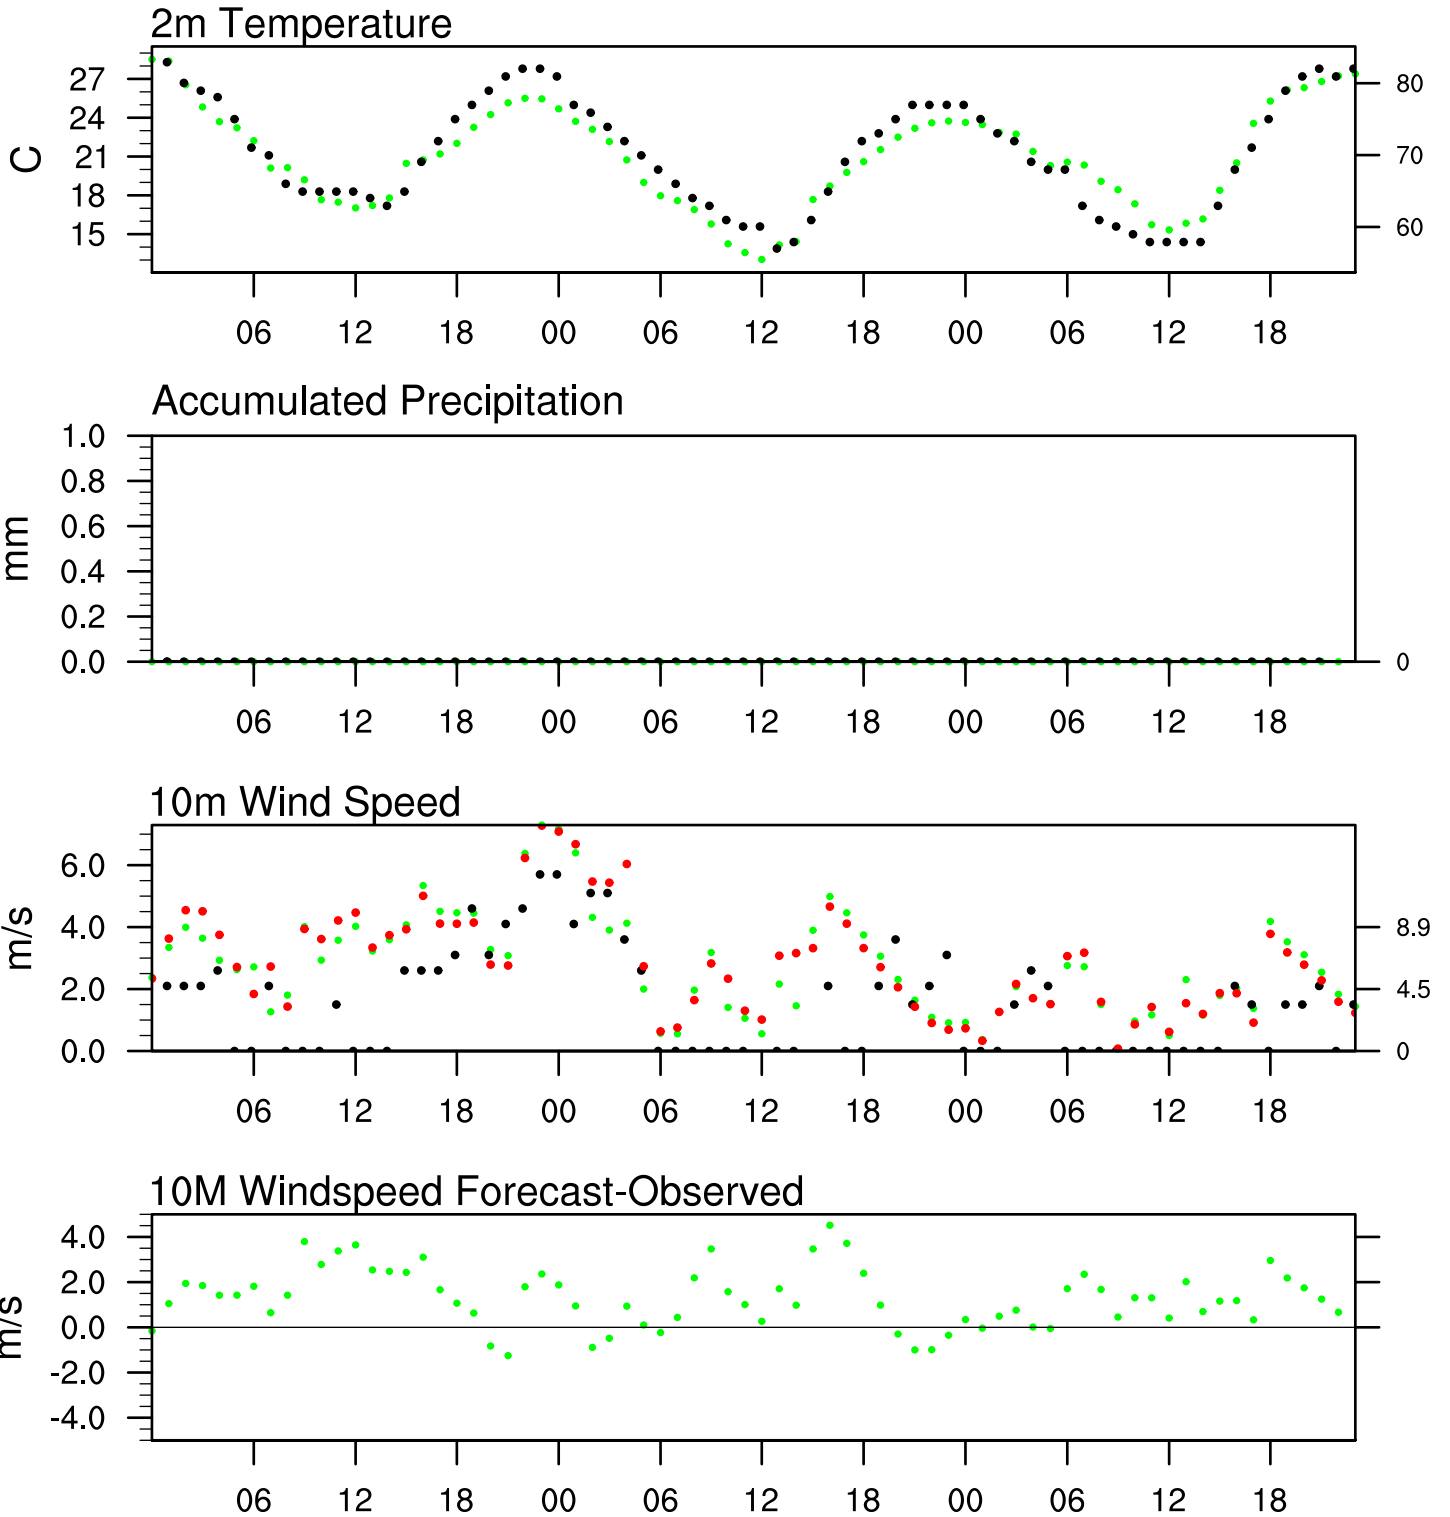 2m Temperature
27
24
21
18
15
C
80
70
60
06 12 18 00 06 12 18 00 06 12 18
Accumulated Precipitation
1.0
0.8
0.6
0.4
0.2
0.0
mm
0
06 12 18 00 06 12 18 00 06 12 18
10m Wind Speed
6.0
4.0
2.0
0.0
m/s
8.9
4.5
0
06 12 18 00 06 12 18 00 06 12 18
10M Windspeed Forecast-Observed
4.0
2.0
0.0
-2.0
-4.0
m/s
06 12 18 00 06 12 18 00 06 12 18